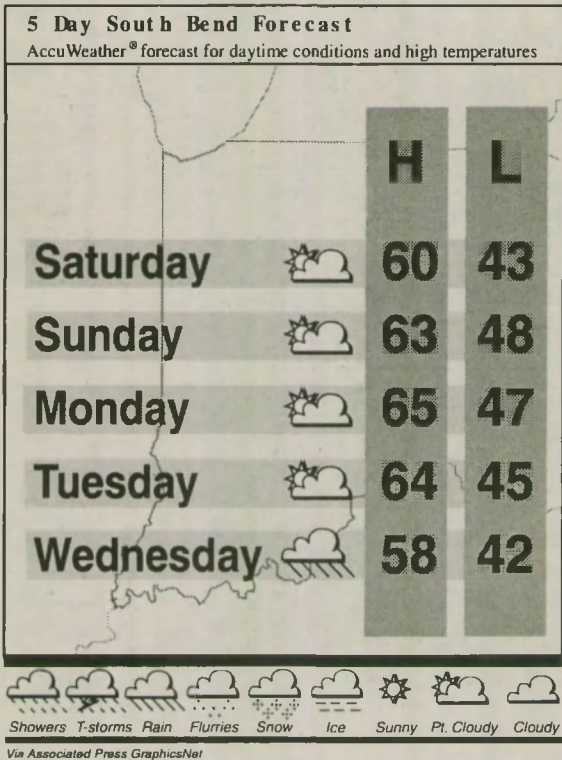 5 Day South Bend Forecast
AccuWeather® forecast for daytime conditions and high temperatures
H L
Saturday 60 43
Sunday 63 48
Monday 65 47
Tuesday 64 45
Wednesday 58 42
Showers T-storms Rain Flurries Snow Ice Sunny Pt. Cloudy Cloudy
Via Associated Press GraphicsNet